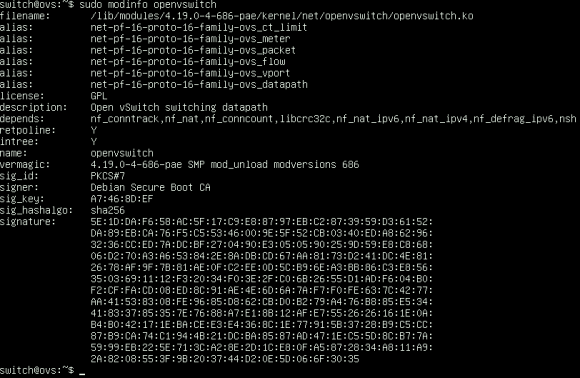 switch@ovs:~$ sudo modinfo openvswitch
filename: /lib/modules/4.19.0-4-686-pae/kernel/net/openvswitch/openvswitch.ko
alias: net-pf-16-proto-16-family-ovs_ct_limit
alias: net-pf-16-proto-16-family-ovs_meter
alias: net-pf-16-proto-16-family-ovs_packet
alias: net-pf-16-proto-16-family-ovs_flow
alias: net-pf-16-proto-16-family-ovs_vport
alias: net-pf-16-proto-16-family-ovs_datapath
license: GPL
description: Open vSwitch switching datapath
depends: nf_conntrack,nf_nat,nf_conncount,libcrc32c,nf_nat_ipv6,nf_nat_ipv4,nf_defrag_ipv6,nsh
retpoline: Y
intree: Y
name: openvswitch
vermagic: 4.19.0-4-686-pae SMP mod_unload modversions 686
sig_id: PKCS#7
signer: Debian Secure Boot CA
sig_key: A7:46:8D:EF
sig_hashalgo: sha256
signature: 5E:1D:DA:F6:58:AC:5F:17:C9:E8:87:97:EB:C2:87:39:59:D3:61:52:
DA:89:EB:CA:76:F5:C5:53:46:00:9E:5F:52:CB:03:40:ED:A8:62:96:
32:36:CC:ED:7A:DC:BF:27:04:90:E3:05:05:90:25:9D:59:E8:C8:68:
06:D2:70:A3:A6:53:84:2E:8A:DB:CD:67:AA:81:73:D2:41:DC:4E:81:
26:78:AF:9F:7B:81:AE:0F:C2:EE:0D:5C:B9:6E:A3:BB:86:C3:E8:56:
35:03:69:11:12:F3:20:34:F0:3E:2F:C0:6B:26:55:D1:AD:F6:04:B0:
F2:CF:FA:CD:08:ED:8C:91:AE:4E:6D:6A:7A:F7:F0:FE:63:7C:42:77:
AA:41:53:83:08:FE:96:85:D8:62:CB:D0:B2:79:A4:76:B8:85:E5:34:
41:83:37:85:35:7E:76:88:A7:E1:8B:12:AF:E7:55:26:26:16:1E:0A:
B4:B0:42:17:1E:BA:CE:E3:E4:36:8C:1E:77:91:5B:37:28:B9:C5:CC:
87:B9:CA:74:C1:94:4B:21:DC:BA:85:87:AD:47:1E:C5:5D:8C:B7:7A:
59:99:EB:22:5E:71:3C:A2:8E:2D:1C:E8:0F:A5:87:28:34:A8:11:A9:
2A:82:08:55:3F:9B:20:37:44:D2:0E:5D:06:6F:30:35
switch@ovs:~$ _